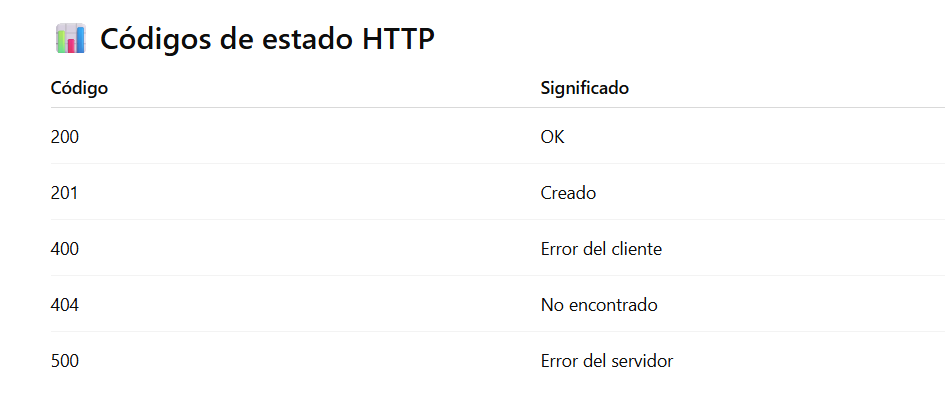 Códigos de estado HTTP
Código Significado
200 OK
201 Creado
400 Error del cliente
404 No encontrado
500 Error del servidor